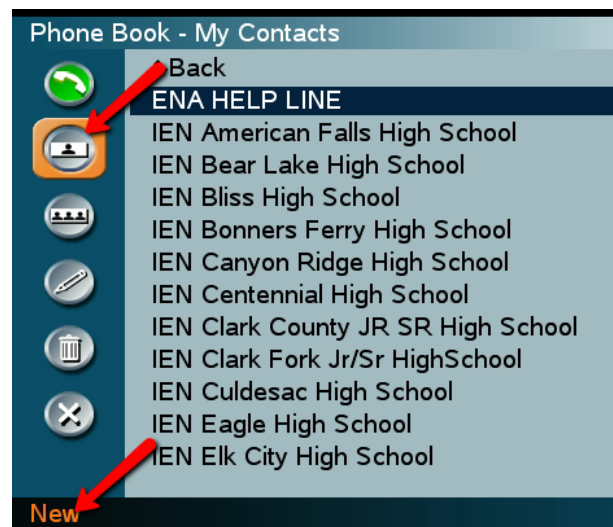 Phone Book - My Contacts
Back
ENA HELP LINE
IEN American Falls High School
IEN Bear Lake High School
IEN Bliss High School
IEN Bonners Ferry High School
IEN Canyon Ridge High School
IEN Centennial High School
IEN Clark County JR SR High School
IEN Clark Fork Jr/Sr HighSchool
IEN Culdesac High School
IEN Eagle High School
IEN Elk City High School
New